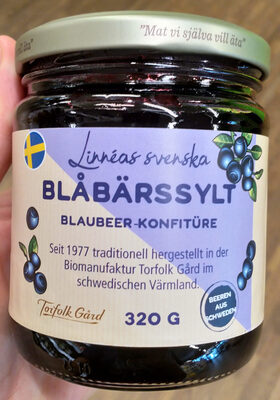 "Mat vi själva vill äta"
Linnéas svenska
BLÅBÄRSSYLT
BLAUBEER-KONFITÜRE
Seit 1977 traditionell hergestellt in der
Biomanufaktur Torfolk Gård im
schwedischen Värmland.
BEEREN
AUS
SCHWEDEN
Torfolk Gård
320 G